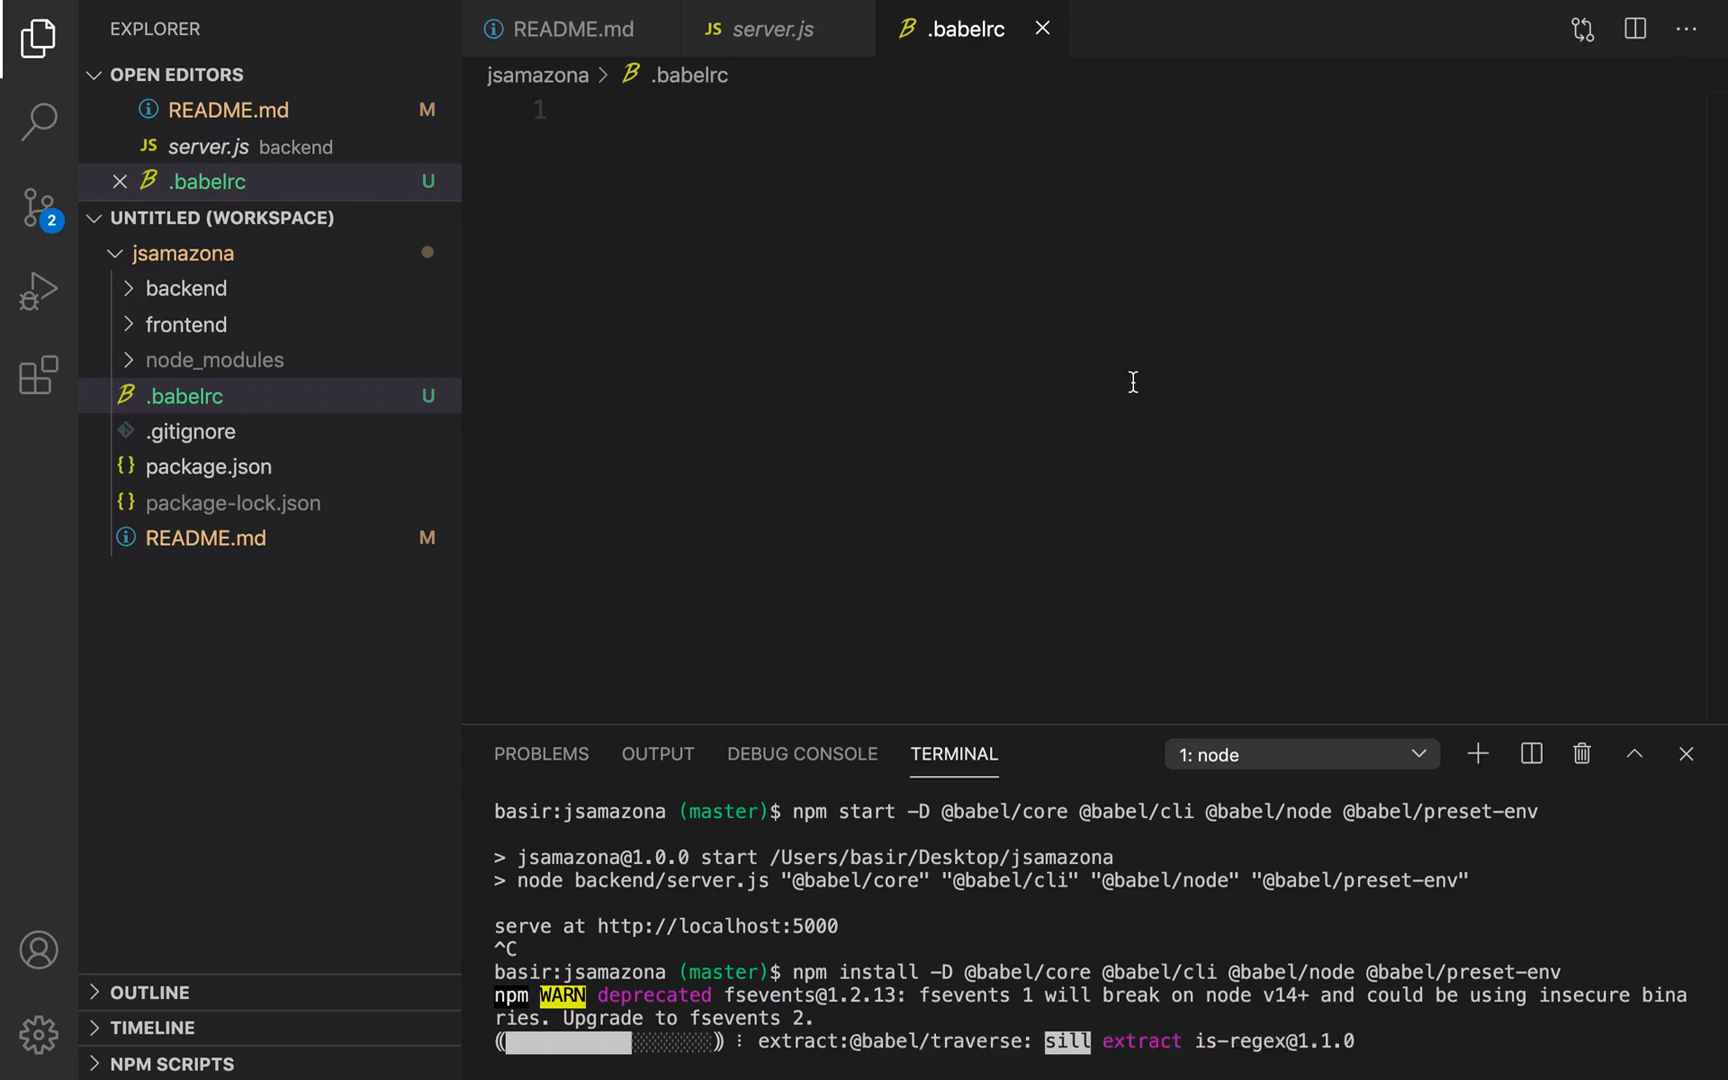 EXPLORER
OPEN EDITORS
README.md M
JS server.js backend
.babelrc U
UNTITLED (WORKSPACE)
jsamazona
backend
frontend
node_modules
.babelrc U
.gitignore
{} package.json
{} package-lock.json
README.md M
OUTLINE
TIMELINE
NPM SCRIPTS
2
README.md
JS server.js
.babelrc
jsamazona > .babelrc
1
PROBLEMS OUTPUT DEBUG CONSOLE TERMINAL
1: node
basir:jsamazona (master)$ npm start -D @babel/core @babel/cli @babel/node @babel/preset-env
> jsamazona@1.0.0 start /Users/basir/Desktop/jsamazona
> node backend/server.js "@babel/core" "@babel/cli" "@babel/node" "@babel/preset-env"
serve at http://localhost:5000
^C
basir:jsamazona (master)$ npm install -D @babel/core @babel/cli @babel/node @babel/preset-env
npm WARN deprecated fsevents@1.2.13: fsevents 1 will break on node v14+ and could be using insecure bina
ries. Upgrade to fsevents 2.
(░░░░░░) ⠸ extract:@babel/traverse: sill extract is-regex@1.1.0